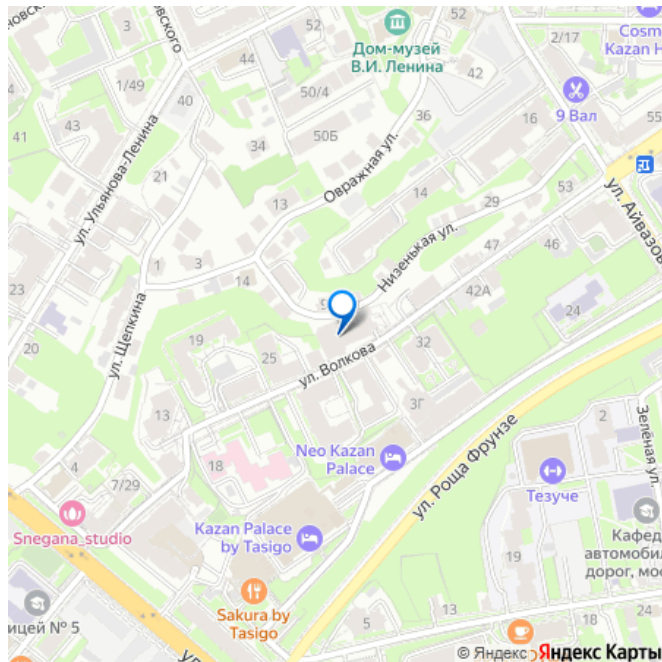 52
52
44
Дом-музей
В.И. Ленина
Cosm
Kazan H
2/17
1/49
50/4
42
40
9 Вал
43
50Б
36
16
55
41
34
ул. Ульянова-Ленина
21
Овражная ул.
14
53
13
29
ул. Айвазов
Низенькая ул.
47
46
1
3
14
23
42А
24
ул. Щепкина
20
19
25
32
ул. Волкова
13
3Г
2
Зелёная ул.
18
Neo Kazan
Palace
ул. Роща Фрунзе
4
7/29
Тезуче
Snegana_studio
Kazan Palace
by Tasigo
Кафед
автомобил
дорог, мос
19
Sakura by
Tasigo
ицей № 5
5
14
24
ул
© Яндекс
Яндекс Карты